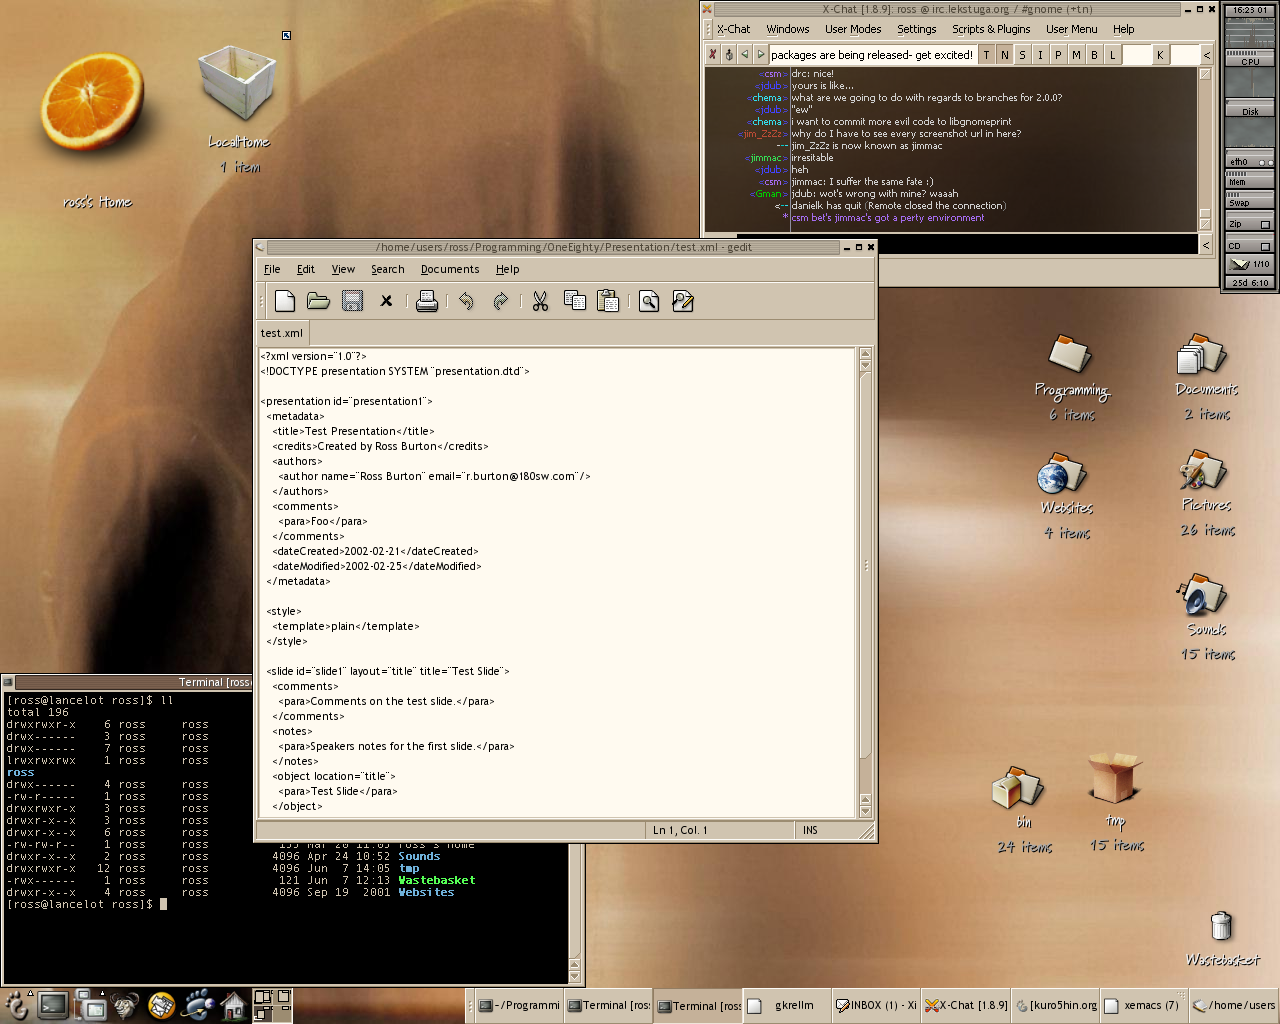 X-Chat [1.8.9]: ross @ irc.lekstuga.org / #gnome (+tn)
X-Chat Windows User Modes Settings Scripts & Plugins User Menu Help
packages are being released- get excited! T N S I P M B L K <
<csm> drc: nice!
<jdub> yours is like...
<chema> what are we going to do with regards to branches for 2.0.0?
<jdub> "ew"
<chema> i want to commit more evil code to libgnomeprint
<jim_ZzZz> why do I have to see every screenshot url in here?
--- jim_ZzZz is now known as jimmac
<jimmac> irresitable
<jdub> heh
<csm> jimmac: I suffer the same fate :)
<Gman> jdub: wot's wrong with mine? waaah
<-- danielk has quit (Remote closed the connection)
* csm bet's jimmac's got a perty environment
<
16:23 01
CPU
Disk
eth0
Mem
Swap
Zip
CD
1/10
25d 6:10
ross's Home
LocalHome
1 item
/home/users/ross/Programming/OneEighty/Presentation/test.xml - gedit
File Edit View Search Documents Help
test.xml
<?xml version="1.0"?>
<!DOCTYPE presentation SYSTEM "presentation.dtd">
<presentation id="presentation1">
<metadata>
<title>Test Presentation</title>
<credits>Created by Ross Burton</credits>
<authors>
<author name="Ross Burton" email="r.burton@180sw.com"/>
</authors>
<comments>
<para>Foo</para>
</comments>
<dateCreated>2002-02-21</dateCreated>
<dateModified>2002-02-25</dateModified>
</metadata>
<style>
<template>plain</template>
</style>
<slide id="slide1" layout="title" title="Test Slide">
<comments>
<para>Comments on the test slide.</para>
</comments>
<notes>
<para>Speakers notes for the first slide.</para>
</notes>
<object location="title">
<para>Test Slide</para>
</object>
Ln 1, Col. 1 INS
Programming
6 items
Documents
2 items
Websites
4 items
Pictures
26 items
Sounds
15 items
bin
24 items
tmp
15 items
Wastebasket
Terminal [ross
[ross@lancelot ross]$ ll
total 196
drwxrwxr-x 6 ross ross
drwx------ 3 ross ross
drwx------ 7 ross ross
lrwxrwxrwx 1 ross ross
ross
drwx------ 4 ross ross
-rw-r----- 1 ross ross
drwxrwxr-x 3 ross ross
drwxr-x--x 3 ross ross
drwxr-x--x 6 ross ross
-rw-rw-r-- 1 ross ross
drwxr-x--x 2 ross ross 4096 Apr 24 10:52 Sounds
drwxrwxr-x 12 ross ross 4096 Jun 7 14:05 tmp
-rwx------ 1 ross ross 121 Jun 7 12:13 Wastebasket
drwxr-x--x 4 ross ross 4096 Sep 19 2001 Websites
[ross@lancelot ross]$
~/Programmi
Terminal [ross
Terminal [ross
gkrellm
INBOX (1) - Xi
X-Chat [1.8.9]
[kuro5hin.org
xemacs (7)
/home/users